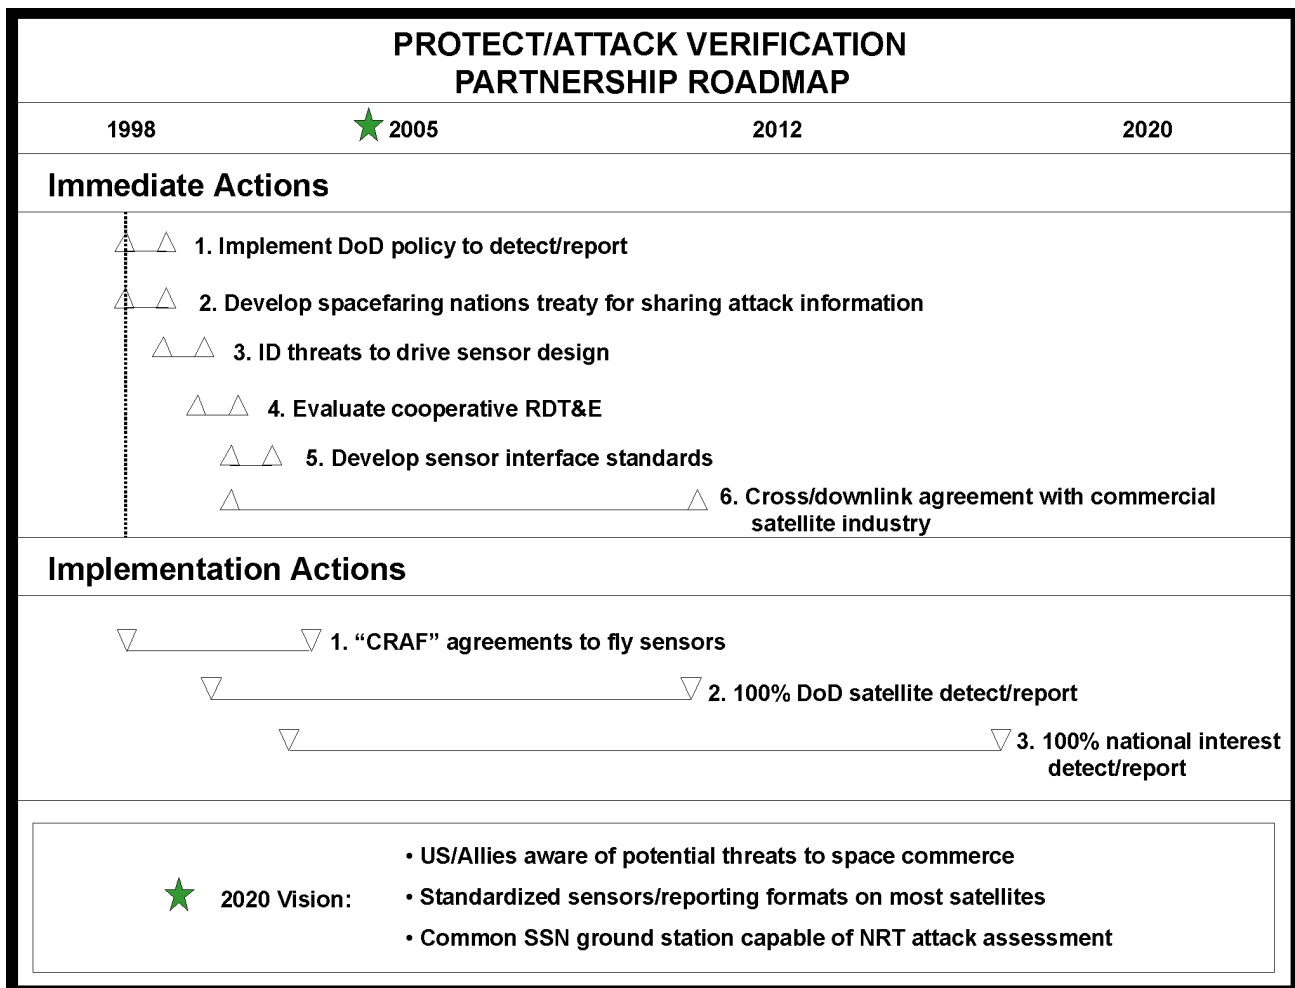 PROTECT/ATTACK VERIFICATION
PARTNERSHIP ROADMAP
1998 2005 2012 2020
Immediate Actions
1. Implement DoD policy to detect/report
2. Develop spacefaring nations treaty for sharing attack information
3. ID threats to drive sensor design
4. Evaluate cooperative RDT&E
5. Develop sensor interface standards
6. Cross/downlink agreement with commercial
satellite industry
Implementation Actions
1. “CRAF” agreements to fly sensors
2. 100% DoD satellite detect/report
3. 100% national interest
detect/report
2020 Vision:
• US/Allies aware of potential threats to space commerce
• Standardized sensors/reporting formats on most satellites
• Common SSN ground station capable of NRT attack assessment